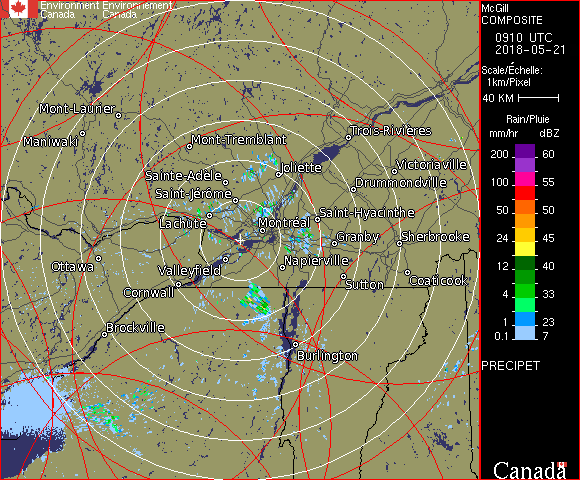 Environment Environnement
Canada Canada
McGill
COMPOSITE
0910 UTC
2018-05-21
Scale/Échelle:
1km/Pixel
40 KM
Rain/Pluie
mm/hr dBZ
200 60
100 55
50 50
24 45
12 40
4 33
1 23
0.1 7
PRECIPET
Canada
Mont-Laurier
Maniwaki
Mont-Tremblant
Trois-Rivières
Victoriaville
Joliette
Sainte-Adèle
Drummondville
Saint-Jérôme
Lachute
Saint-Hyacinthe
Montréal
Granby
Sherbrooke
Ottawa
Valleyfield
Napierville
Cornwall
Sutton
Coaticook
Brockville
Burlington